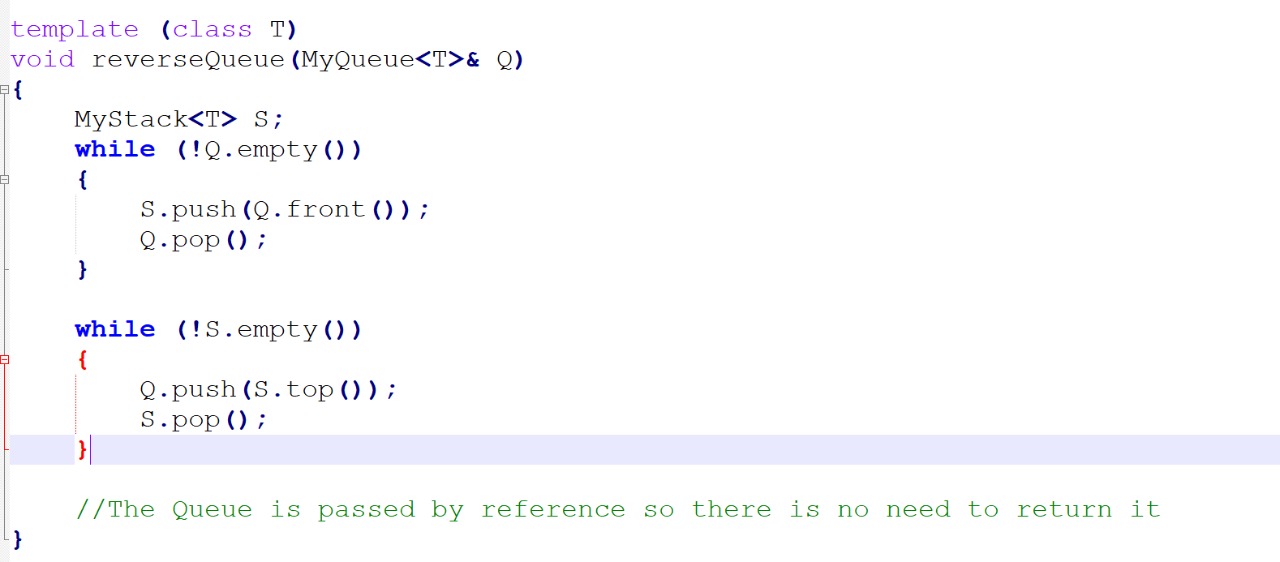 template (class T)
void reverseQueue(MyQueue<T>& Q)
{
    MyStack<T> S;
    while (!Q.empty())
    {
        S.push(Q.front());
        Q.pop();
    }

    while (!S.empty())
    {
        Q.push(S.top());
        S.pop();
    }

    //The Queue is passed by reference so there is no need to return it
}